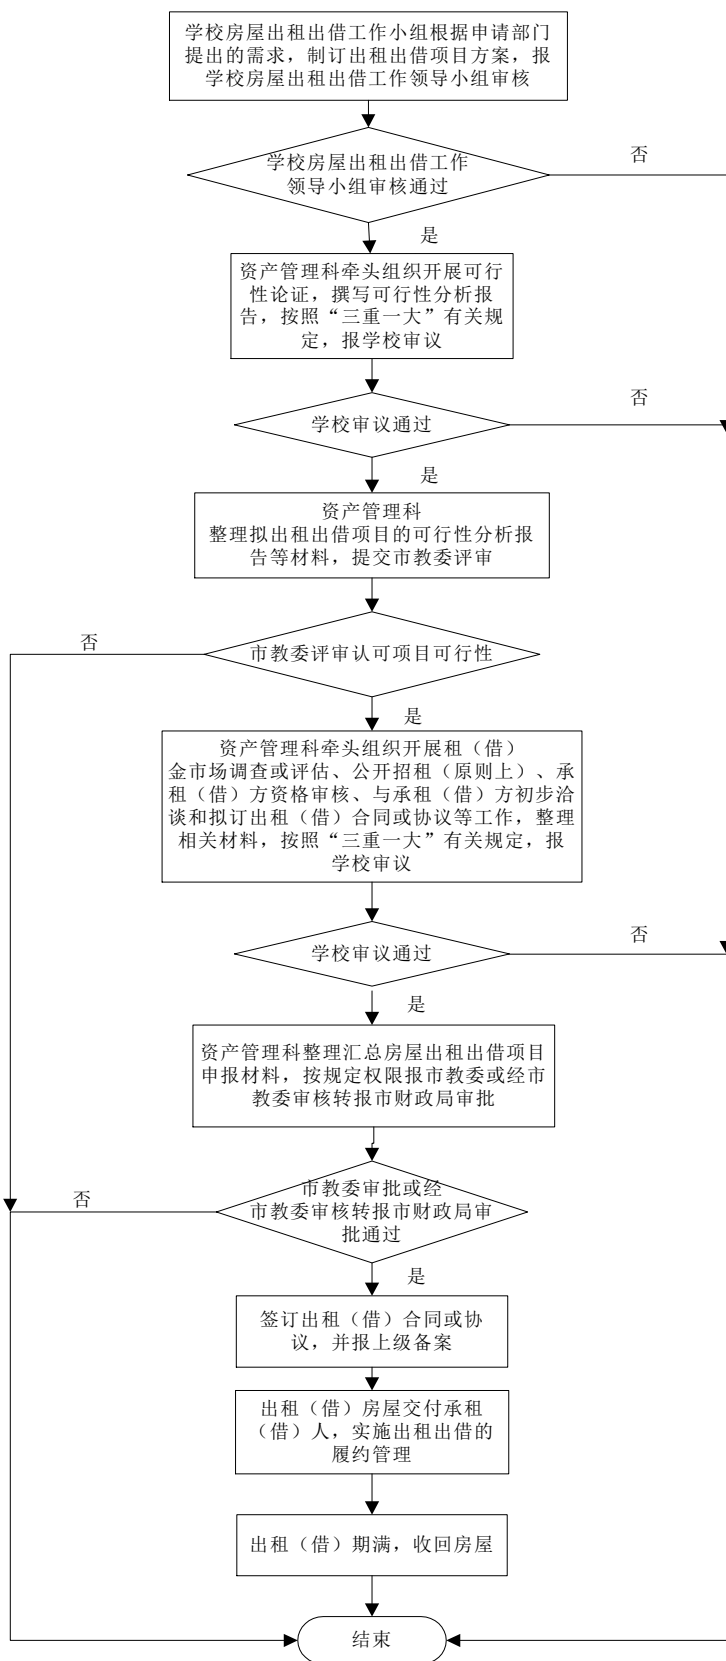 学校房屋出租出借工作小组根据申请部门
提出的需求，制订出租出借项目方案，报
学校房屋出租出借工作领导小组审核
学校房屋出租出借工作
领导小组审核通过
否
是
资产管理科牵头组织开展可行
性论证，撰写可行性分析报
告，按照“三重一大”有关规
定，报学校审议
学校审议通过
否
是
资产管理科
整理拟出租出借项目的可行性分析报
告等材料，提交市教委评审
否
市教委评审认可项目可行性
是
资产管理科牵头组织开展租（借）
金市场调查或评估、公开招租（原则上）、承
租（借）方资格审核、与承租（借）方初步洽
谈和拟订出租（借）合同或协议等工作，整理
相关材料，按照“三重一大”有关规定，报
学校审议
学校审议通过
否
是
资产管理科整理汇总房屋出租出借项目
申报材料，按规定权限报市教委或经市
教委审核转报市财政局审批
否
市教委审批或经
市教委审核转报市财政局审
批通过
是
签订出租（借）合同或协
议，并报上级备案
出租（借）房屋交付承租
（借）人，实施出租出借的
履约管理
出租（借）期满，收回房屋
结束